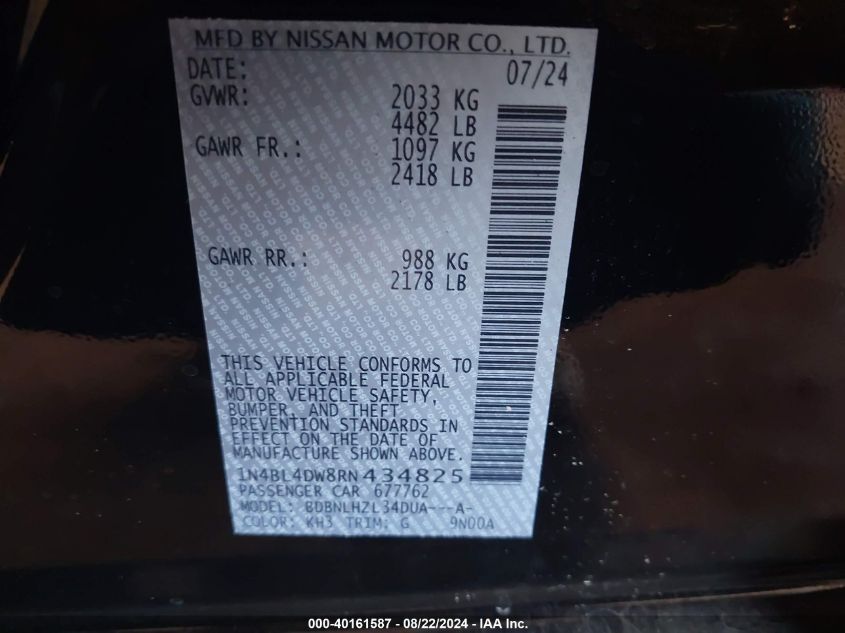 MFD BY NISSAN MOTOR CO., LTD.
DATE: 07/24
GVWR: 2033 KG
4482 LB
GAWR FR.: 1097 KG
2418 LB
GAWR RR.: 988 KG
2178 LB
THIS VEHICLE CONFORMS TO
ALL APPLICABLE FEDERAL
MOTOR VEHICLE SAFETY,
BUMPER, AND THEFT
PREVENTION STANDARDS IN
EFFECT ON THE DATE OF
MANUFACTURE SHOWN ABOVE.
1N4BL4DW8RN434825
PASSENGER CAR 677762
MODEL: BDBNLHZL34DUA---A-
COLOR: KH3 TRIM: G 9N00A
000-40161587 - 08/22/2024 - IAA Inc.